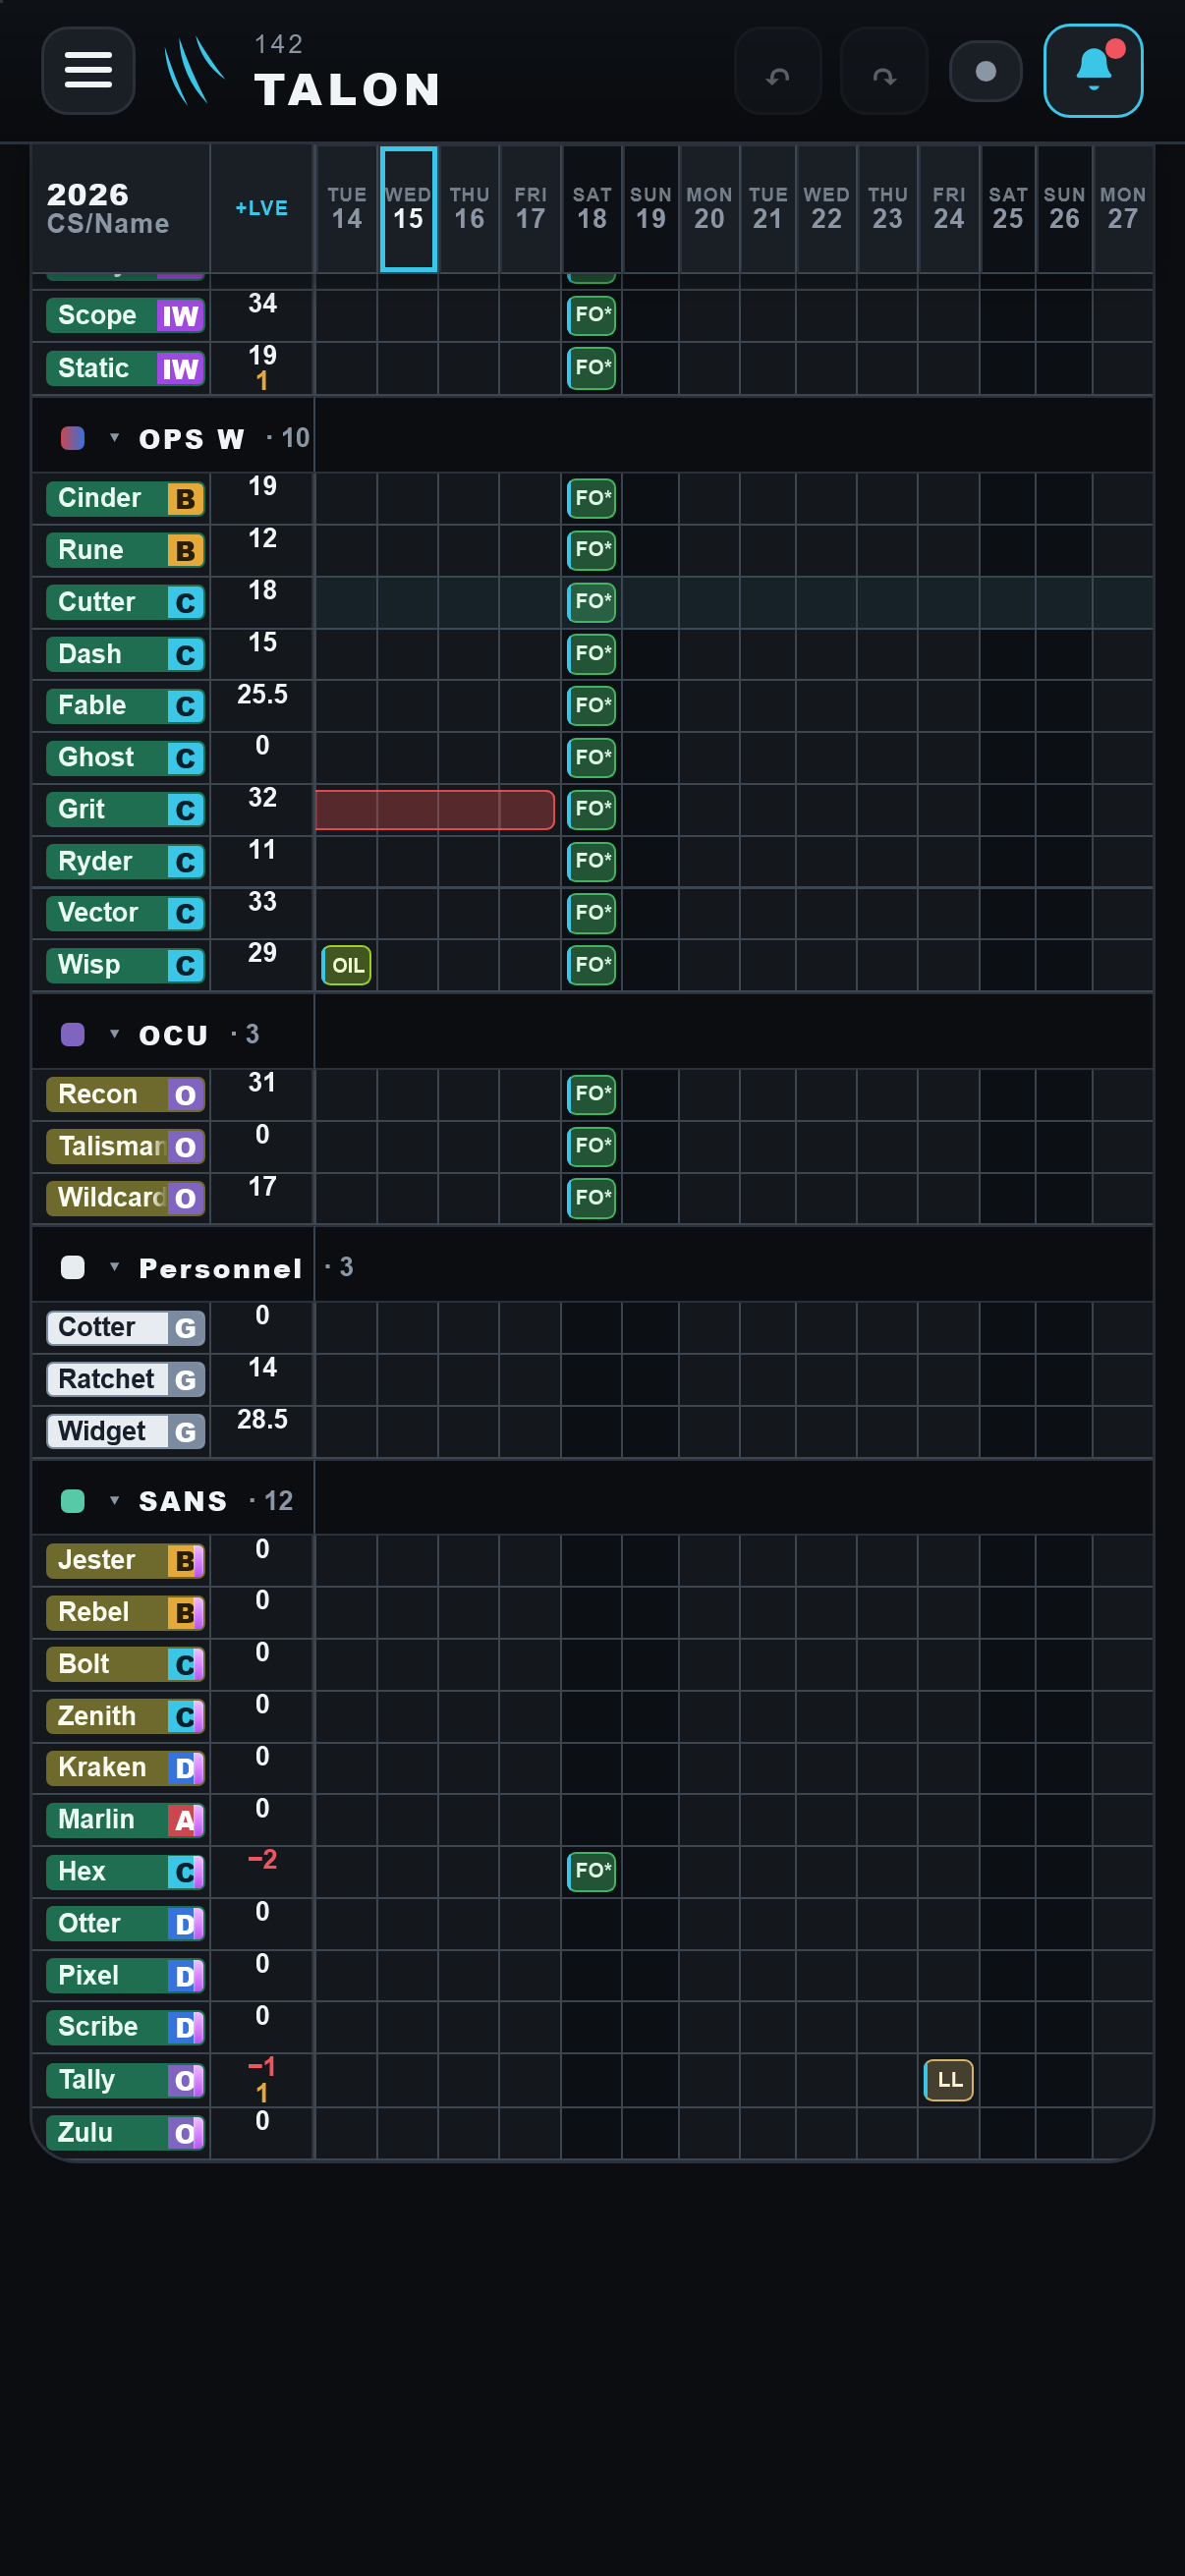 142
TALON
2026
CS/Name
+LVE
TUE 14
WED 15
THU 16
FRI 17
SAT 18
SUN 19
MON 20
TUE 21
WED 22
THU 23
FRI 24
SAT 25
SUN 26
MON 27
Scope IW 34 FO*
Static IW 19 FO*
1
OPS W · 10
Cinder B 19 FO*
Rune B 12 FO*
Cutter C 18 FO*
Dash C 15 FO*
Fable C 25.5 FO*
Ghost C 0 FO*
Grit C 32 FO*
Ryder C 11 FO*
Vector C 33 FO*
Wisp C 29 OIL FO*
OCU · 3
Recon O 31 FO*
Talisman O 0 FO*
Wildcard O 17 FO*
Personnel · 3
Cotter G 0
Ratchet G 14
Widget G 28.5
SANS · 12
Jester B 0
Rebel B 0
Bolt C 0
Zenith C 0
Kraken D 0
Marlin A 0
Hex C −2 FO*
Otter D 0
Pixel D 0
Scribe D 0
Tally O −1 LL
1
Zulu O 0